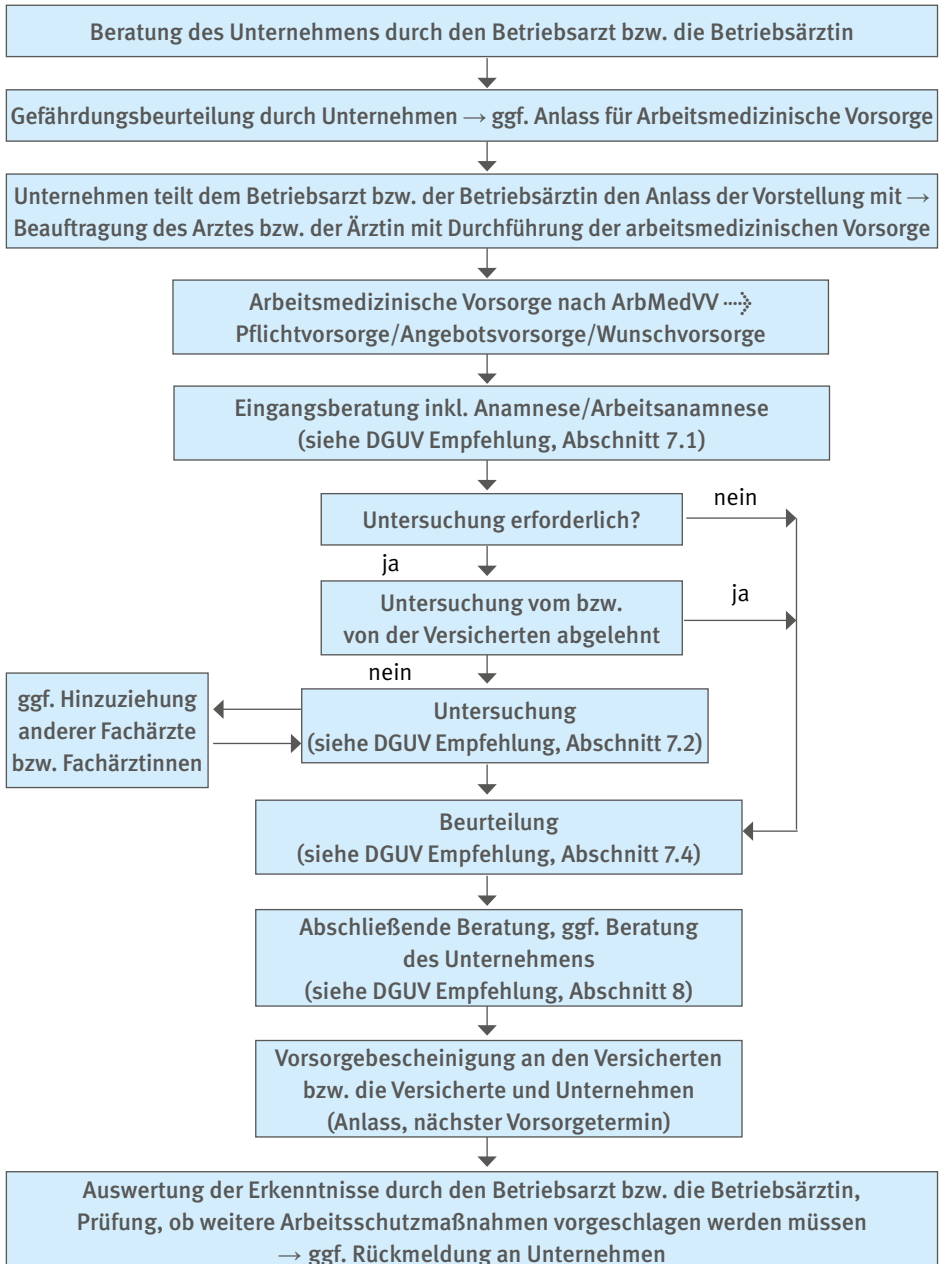 Beratung des Unternehmens durch den Betriebsarzt bzw. die Betriebsärztin
Gefährdungsbeurteilung durch Unternehmen → ggf. Anlass für Arbeitsmedizinische Vorsorge
Unternehmen teilt dem Betriebsarzt bzw. der Betriebsärztin den Anlass der Vorstellung mit →
Beauftragung des Arztes bzw. der Ärztin mit Durchführung der arbeitsmedizinischen Vorsorge
Arbeitsmedizinische Vorsorge nach ArbMedVV ⤑
Pflichtvorsorge/Angebotsvorsorge/Wunschvorsorge
Eingangsberatung inkl. Anamnese/Arbeitsanamnese
(siehe DGUV Empfehlung, Abschnitt 7.1)
Untersuchung erforderlich?
nein
ja
Untersuchung vom bzw.
von der Versicherten abgelehnt
ja
nein
ggf. Hinzuziehung
anderer Fachärzte
bzw. Fachärztinnen
Untersuchung
(siehe DGUV Empfehlung, Abschnitt 7.2)
Beurteilung
(siehe DGUV Empfehlung, Abschnitt 7.4)
Abschließende Beratung, ggf. Beratung
des Unternehmens
(siehe DGUV Empfehlung, Abschnitt 8)
Vorsorgebescheinigung an den Versicherten
bzw. die Versicherte und Unternehmen
(Anlass, nächster Vorsorgetermin)
Auswertung der Erkenntnisse durch den Betriebsarzt bzw. die Betriebsärztin,
Prüfung, ob weitere Arbeitsschutzmaßnahmen vorgeschlagen werden müssen
→ ggf. Rückmeldung an Unternehmen